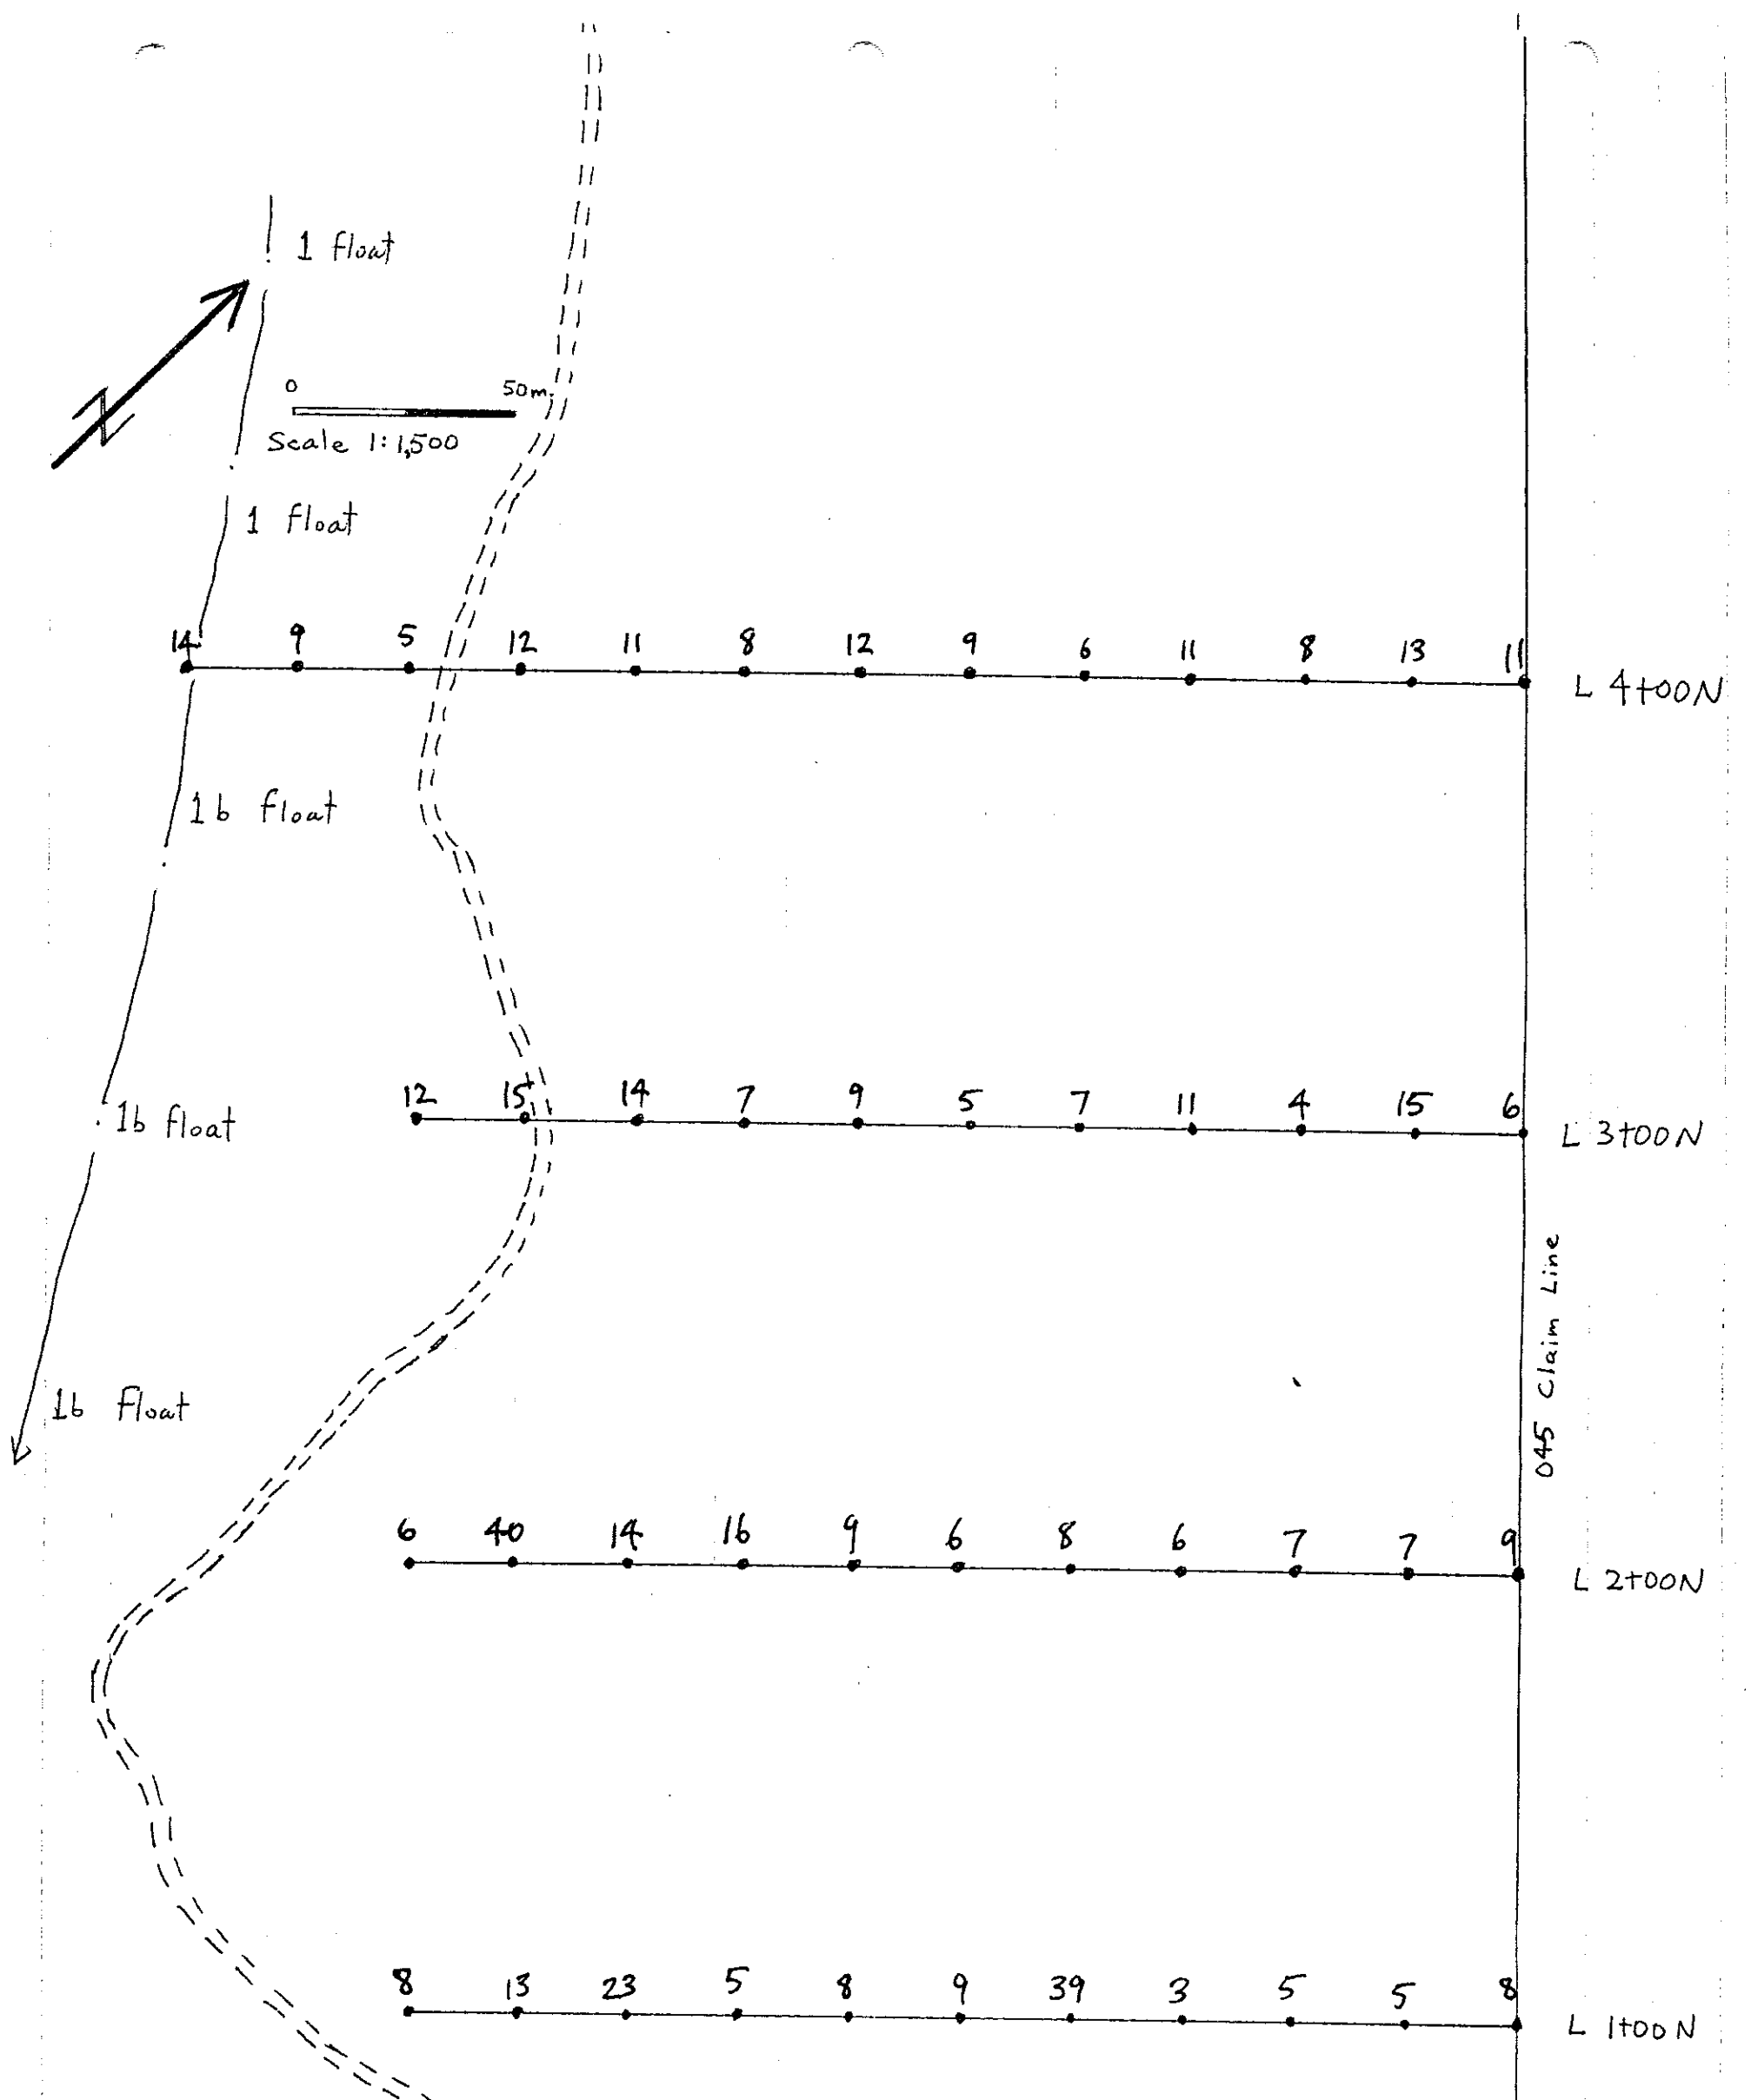 1 float
0 50m.
Scale 1:1,500
1 float
14 9 5 12 11 8 12 9 6 11 8 13 11
L 4+00N
1b float
12 15 14 7 9 5 7 11 4 15 6
L 3+00N
1b float
045 Claim Line
1b float
6 40 14 16 9 6 8 6 7 7 9
L 2+00N
8 13 23 5 8 9 39 3 5 5 8
L 1+00N